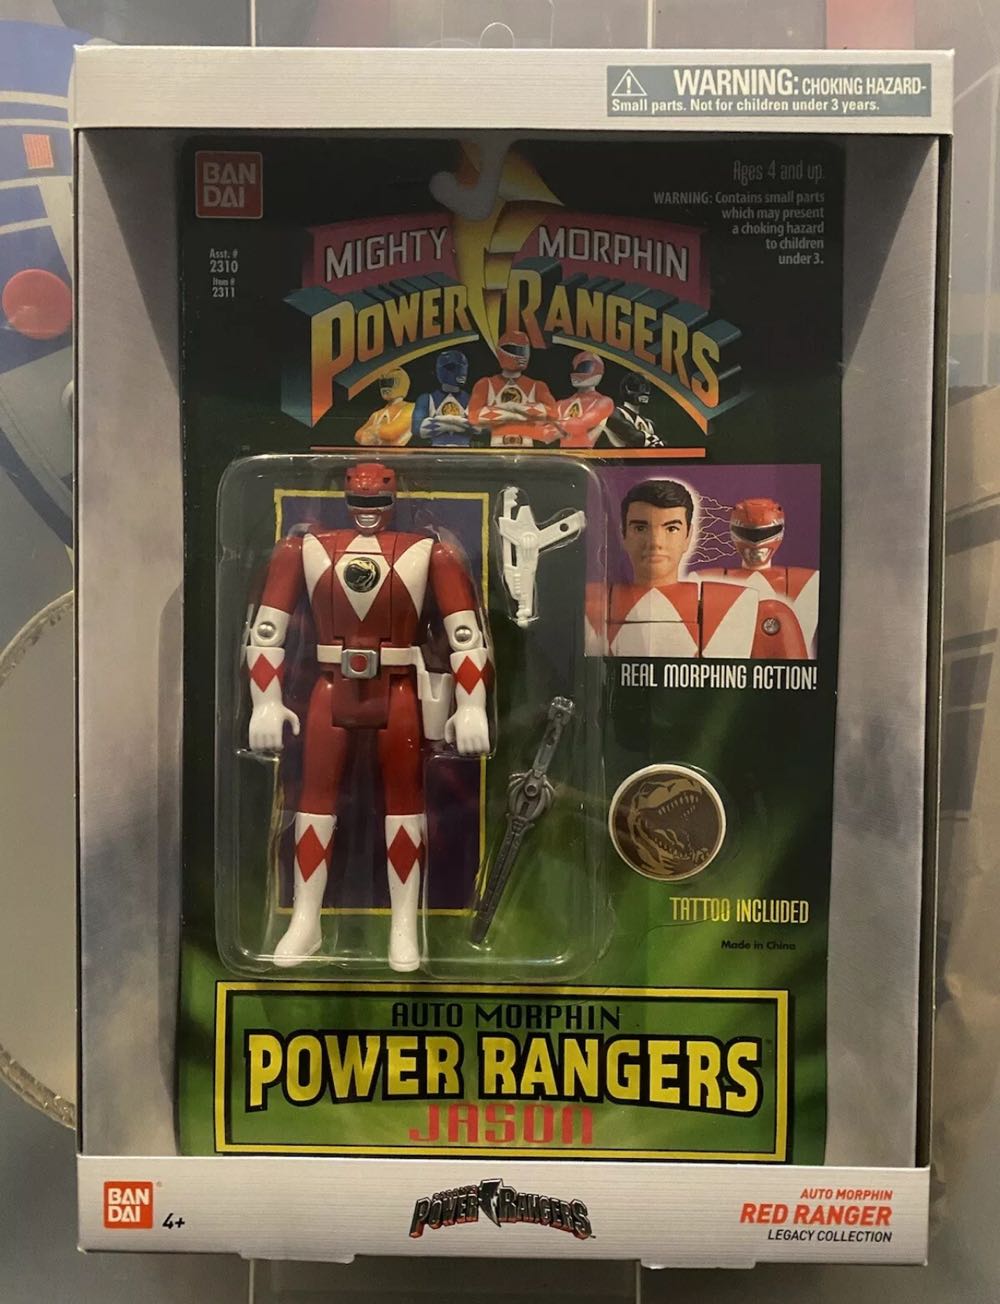 WARNING: CHOKING HAZARD-
Small parts. Not for children under 3 years.
BAN
DAI
Ages 4 and up.
WARNING: Contains small parts
which may present
a choking hazard
to children
under 3.
Asst. #
2310
Item #
2311
MIGHTY MORPHIN
POWER RANGERS
REAL MORPHING ACTION!
TATTOO INCLUDED
Made in China
AUTO MORPHIN
POWER RANGERS
JASON
BAN
DAI
4+
POWER RANGERS
AUTO MORPHIN
RED RANGER
LEGACY COLLECTION